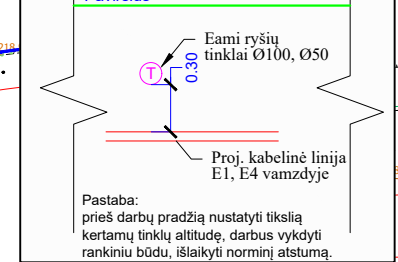 Eami ryšių
tinklai Ø100, Ø50
T
0.30
Proj. kabelinė linija
E1, E4 vamzdyje
Pastaba:
prieš darbų pradžią nustatyti tikslią
kertamų tinklų altitudę, darbus vykdyti
rankiniu būdu, išlaikyti norminį atstumą.